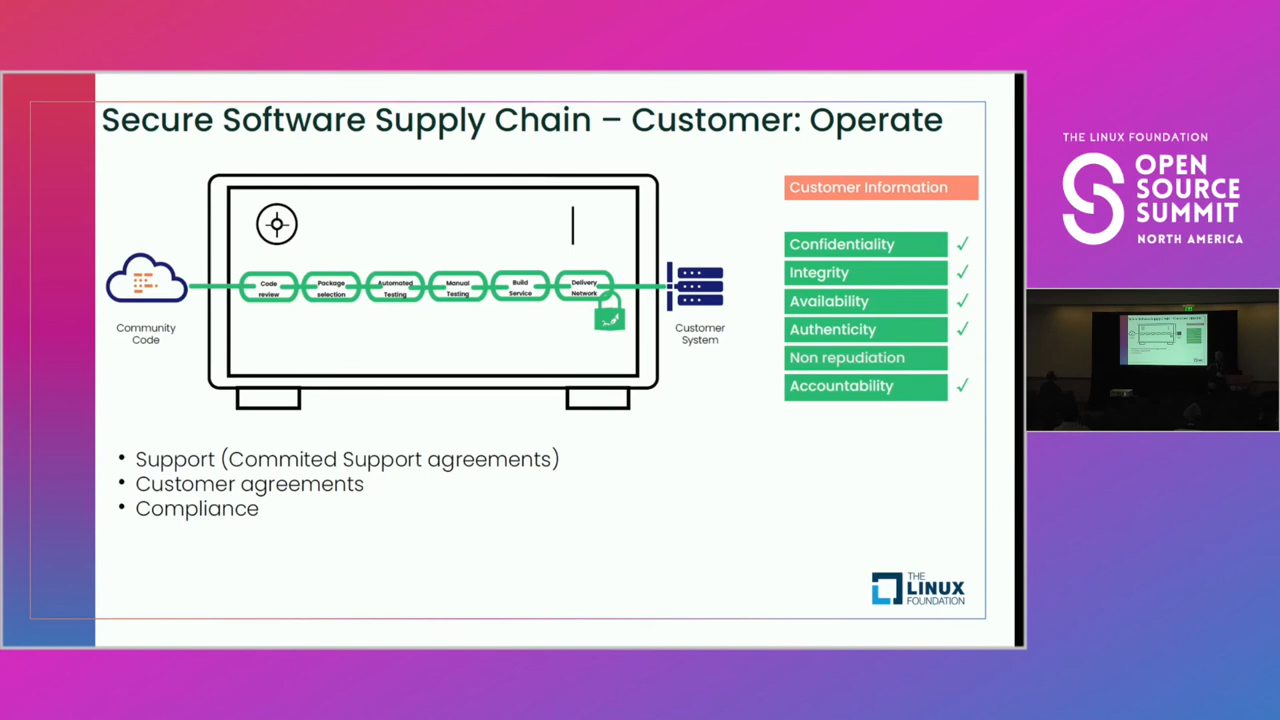 Secure Software Supply Chain – Customer: Operate
Code
review
Package
selection
Automated
Testing
Manual
Testing
Build
Service
Delivery
Network
Community
Code
Customer
System
Customer Information
Confidentiality ✓
Integrity ✓
Availability ✓
Authenticity ✓
Non repudiation
Accountability ✓
• Support (Commited Support agreements)
• Customer agreements
• Compliance
THE
LINUX
FOUNDATION
THE LINUX FOUNDATION
OPEN
SOURCE
SUMMIT
NORTH AMERICA